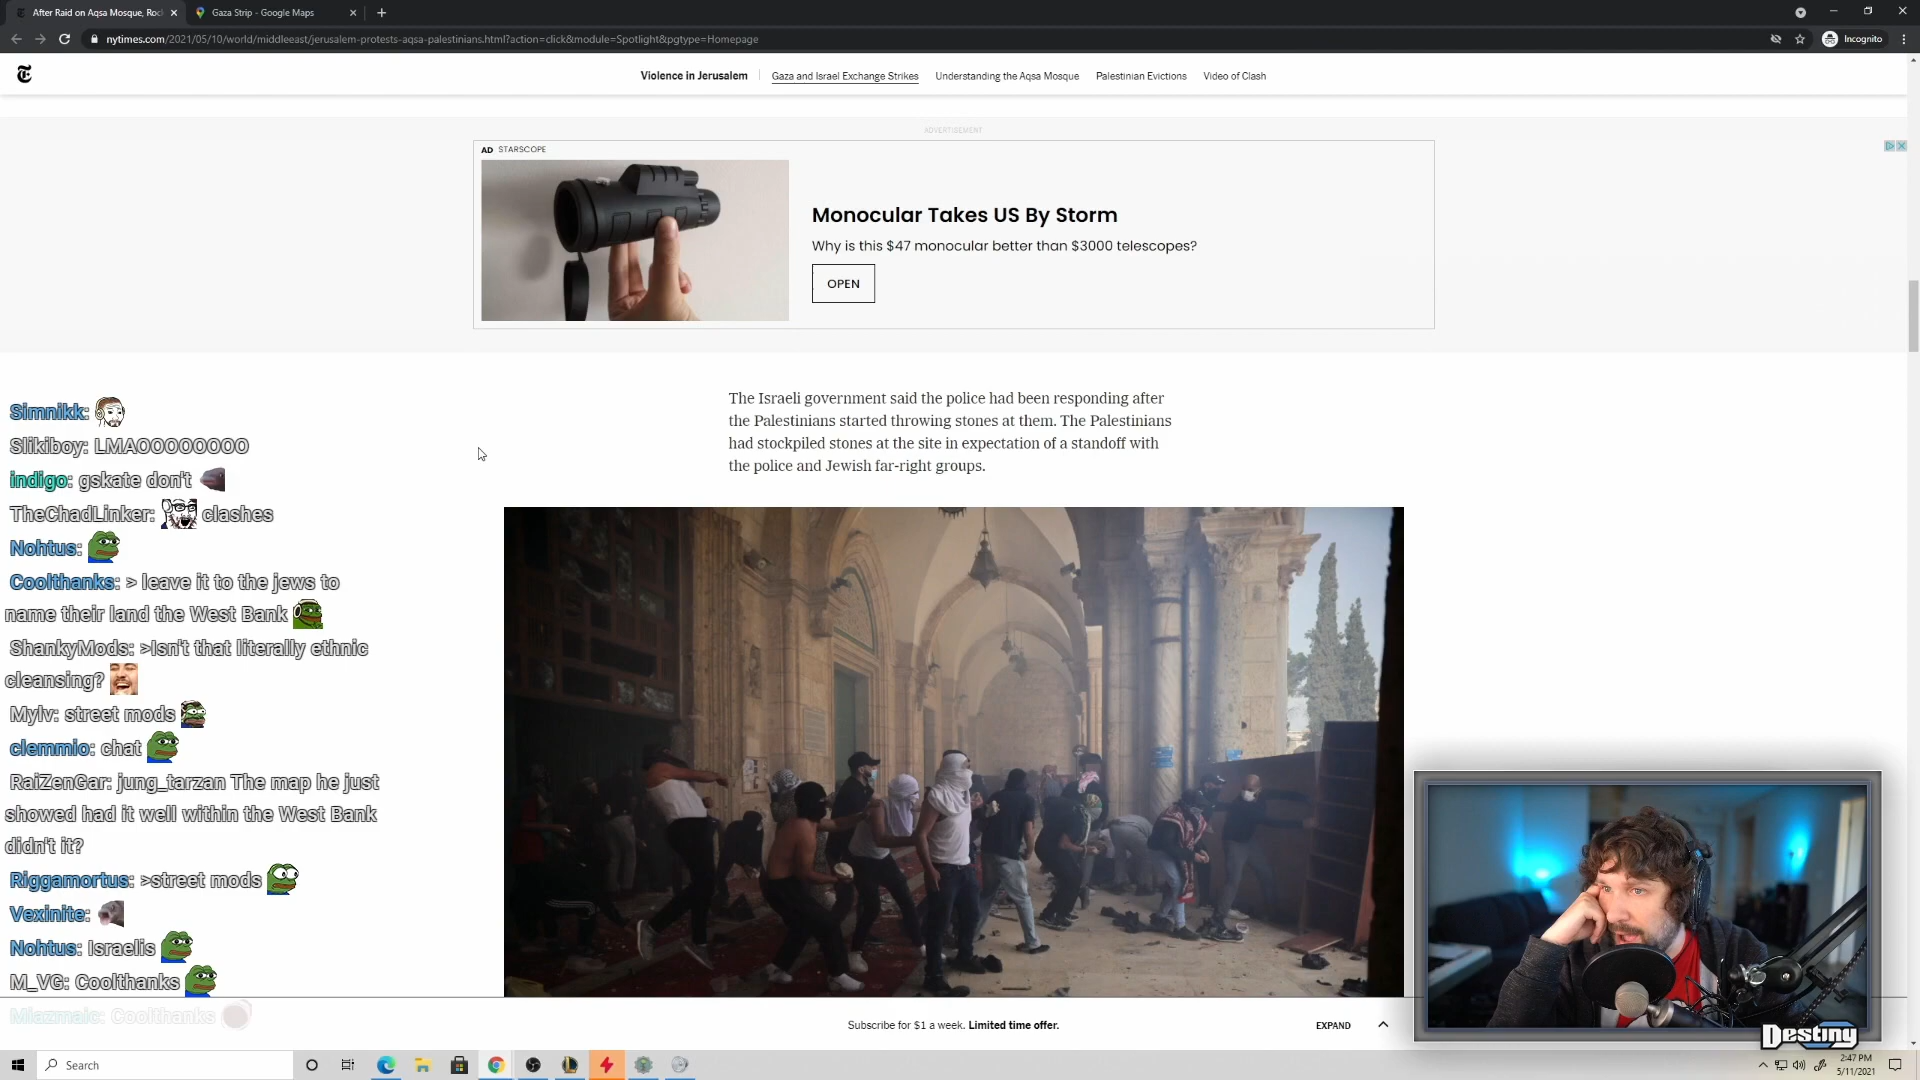 After Raid on Aqsa Mosque, Roc
Gaza Strip - Google Maps
nytimes.com/2021/05/10/world/middleeast/jerusalem-protests-aqsa-palestinians.html?action=click&module=Spotlight&pgtype=Homepage
Incognito
Violence in Jerusalem
Gaza and Israel Exchange Strikes
Understanding the Aqsa Mosque
Palestinian Evictions
Video of Clash
ADVERTISEMENT
AD STARSCOPE
Monocular Takes US By Storm
Why is this $47 monocular better than $3000 telescopes?
OPEN
The Israeli government said the police had been responding after
the Palestinians started throwing stones at them. The Palestinians
had stockpiled stones at the site in expectation of a standoff with
the police and Jewish far-right groups.
Simnikk:
Slikiboy: LMAOOOOOOOO
indigo: gskate don't
TheChadLinker: clashes
Nohtus:
Coolthanks: > leave it to the jews to
name their land the West Bank
ShankyMods: >Isn't that literally ethnic
cleansing?
Mylv: street mods
clemmio: chat
RaiZenGar: jung_tarzan The map he just
showed had it well within the West Bank
didn't it?
Riggamortus: >street mods
Vexinite:
Nohtus: Israelis
M_VG: Coolthanks
Miazmaic: Coolthanks
Subscribe for $1 a week. Limited time offer.
EXPAND
Destiny
Search
2:47 PM
5/11/2021